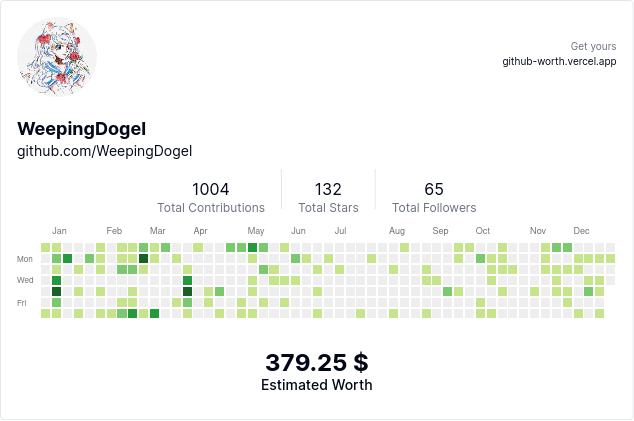 Get yours
github-worth.vercel.app
WeepingDogel
github.com/WeepingDogel
1004 132 65
Total Contributions Total Stars Total Followers
Jan Feb Mar Apr May Jun Jul Aug Sep Oct Nov Dec
Mon
Wed
Fri
379.25 $
Estimated Worth